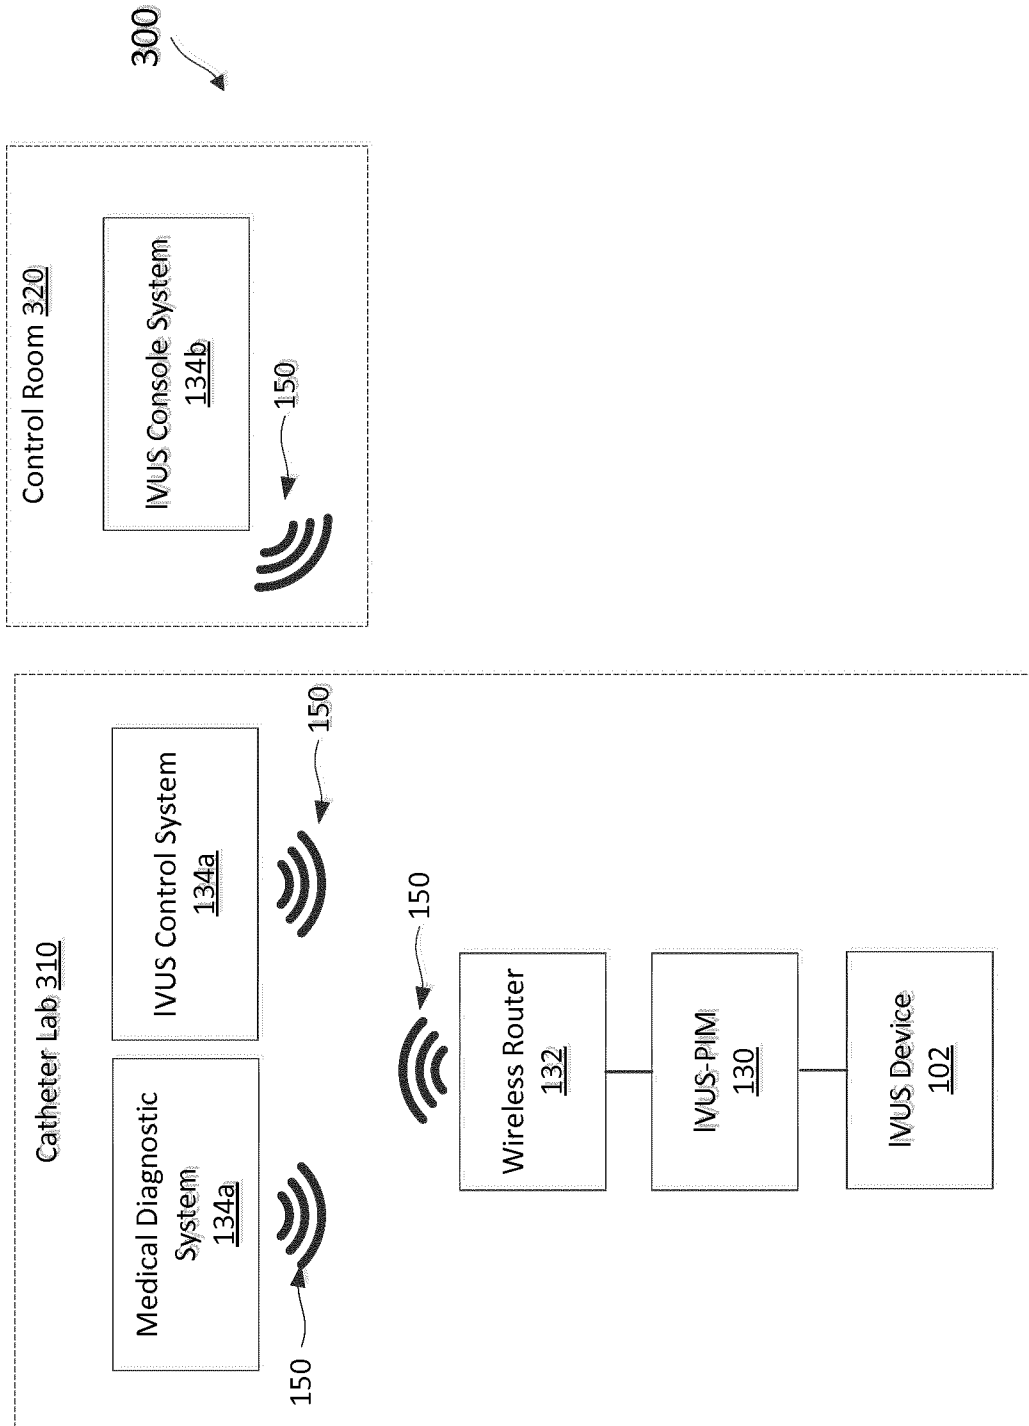 Catheter Lab 310
Medical Diagnostic
System
134a
150
IVUS Control System
134a
150
Wireless Router
132
150
IVUS-PIM
130
IVUS Device
102
Control Room 320
IVUS Console System
134b
150
300